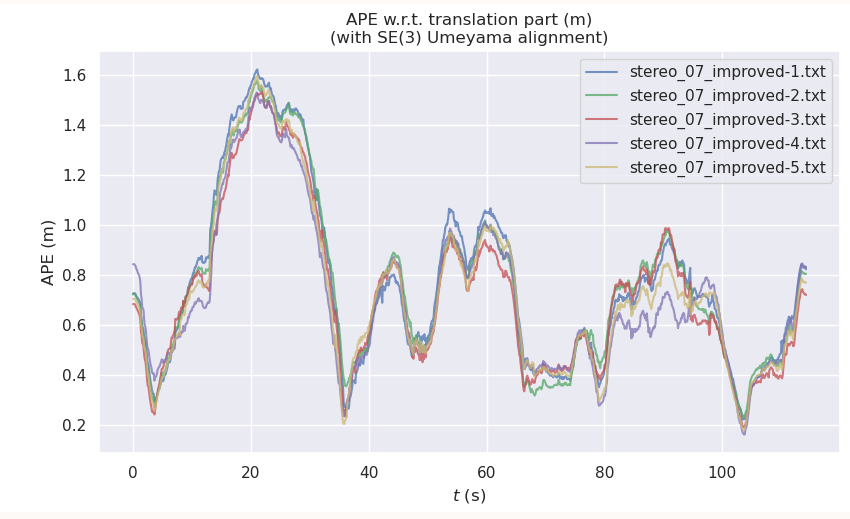 APE w.r.t. translation part (m)
(with SE(3) Umeyama alignment)
stereo_07_improved-1.txt
stereo_07_improved-2.txt
stereo_07_improved-3.txt
stereo_07_improved-4.txt
stereo_07_improved-5.txt
APE (m)
1.6
1.4
1.2
1.0
0.8
0.6
0.4
0.2
0 20 40 60 80 100
t (s)